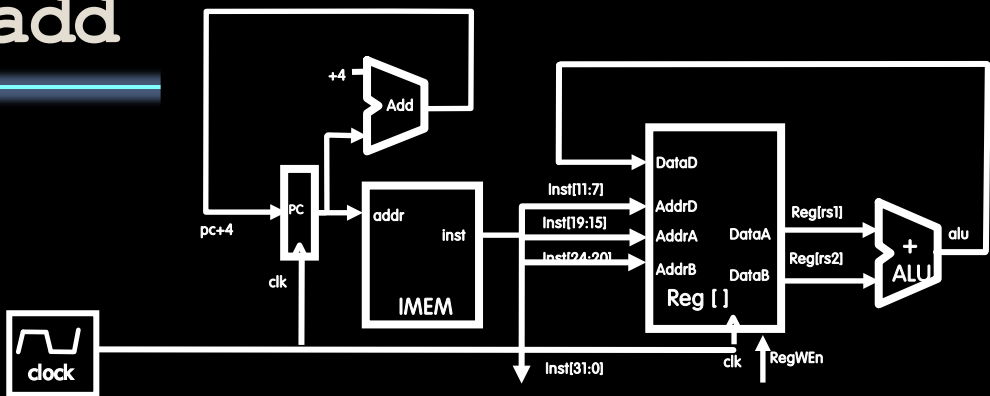 add
+4
Add
DataD
Inst[11:7]
PC
addr
AddrD
Reg[rs1]
Inst[19:15]
pc+4
inst
AddrA
DataA
alu
+
Inst[24:20]
Reg[rs2]
AddrB
DataB
ALU
clk
Reg [ ]
IMEM
clock
clk
RegWEn
Inst[31:0]